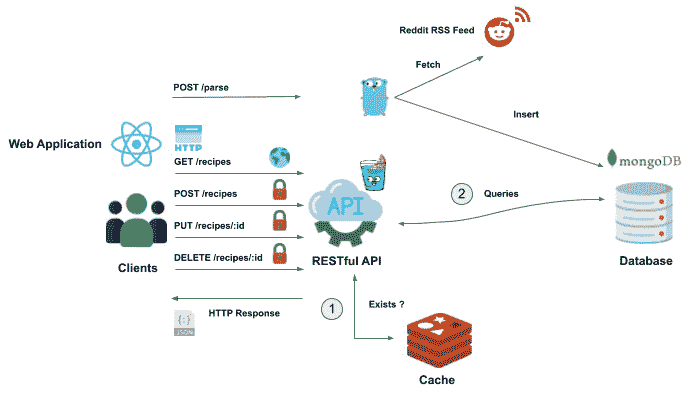 Reddit RSS Feed
Fetch
POST /parse
Insert
Web Application
HTTP
GET /recipes
mongoDB
POST /recipes
API
2
Queries
PUT /recipes/:id
Clients
DELETE /recipes/:id
RESTful API
Database
1
Exists ?
HTTP Response
{:}
JSON
Cache